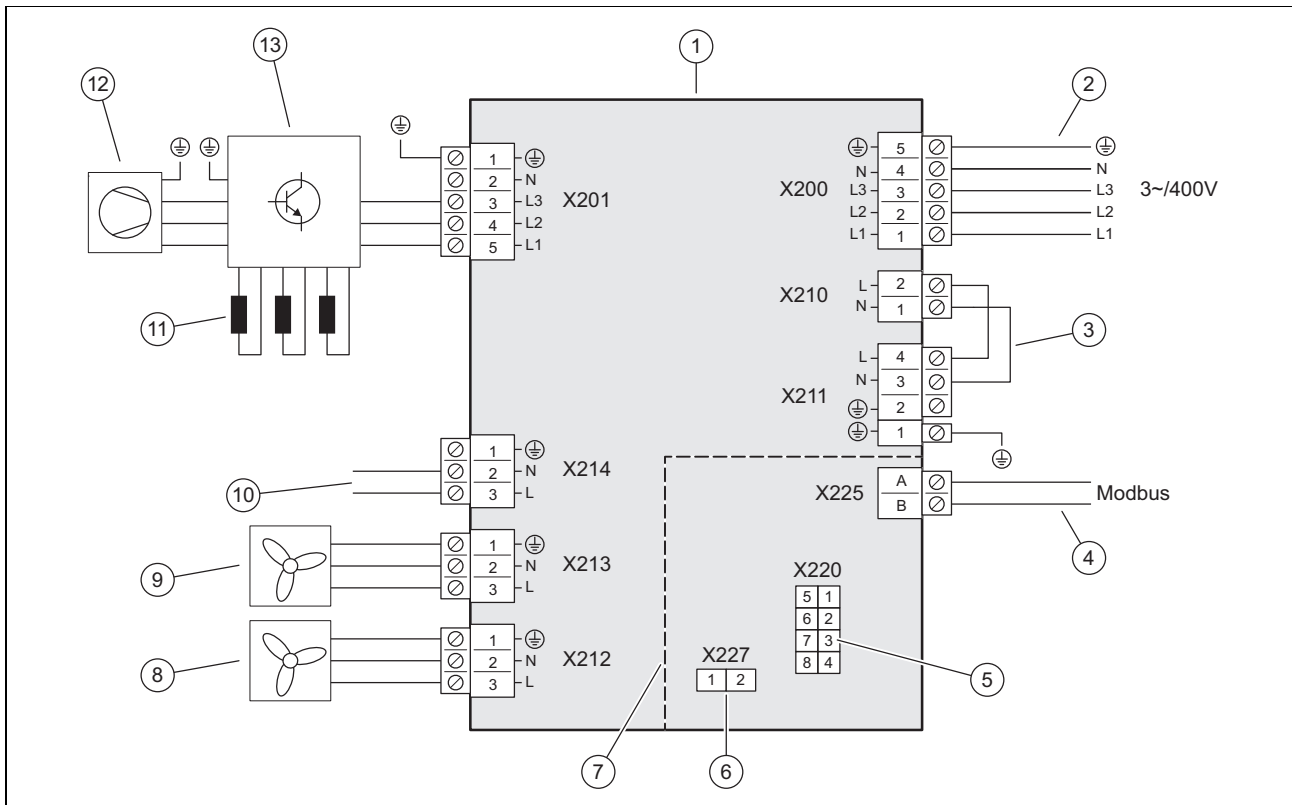 13
1
12
2
1
2 N
3 L3
4 L2
5 L1
X201
X200
5
N 4
L3 3
L2 2
L1 1
N
L3
L2
L1
3~/400V
X210
L 2
N 1
11
3
X211
L 4
N 3
2
1
1
2 N
3 L
X214
10
X225
A
B
Modbus
4
9
1
2 N
3 L
X213
X220
5 1
6 2
7 3
8 4
5
8
1
2 N
3 L
X212
X227
1 2
7
6